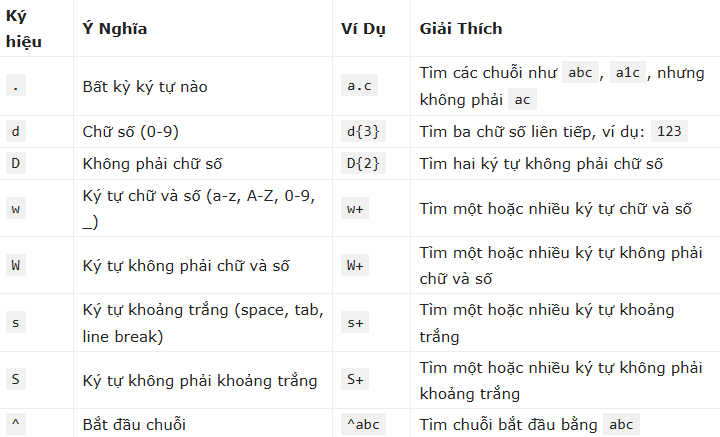 Ký hiệu Ý Nghĩa Ví Dụ Giải Thích
. Bất kỳ ký tự nào a.c Tìm các chuỗi như abc, a1c, nhưng không phải ac
d Chữ số (0-9) d{3} Tìm ba chữ số liên tiếp, ví dụ: 123
D Không phải chữ số D{2} Tìm hai ký tự không phải chữ số
w Ký tự chữ và số (a-z, A-Z, 0-9, _) w+ Tìm một hoặc nhiều ký tự chữ và số
W Ký tự không phải chữ và số W+ Tìm một hoặc nhiều ký tự không phải chữ và số
s Ký tự khoảng trắng (space, tab, line break) s+ Tìm một hoặc nhiều ký tự khoảng trắng
S Ký tự không phải khoảng trắng S+ Tìm một hoặc nhiều ký tự không phải khoảng trắng
^ Bắt đầu chuỗi ^abc Tìm chuỗi bắt đầu bằng abc